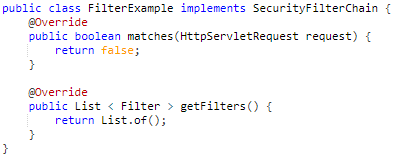 public class FilterExample implements SecurityFilterChain {
    @Override
    public boolean matches(HttpServletRequest request) {
        return false;
    }

    @Override
    public List < Filter > getFilters() {
        return List.of();
    }
}